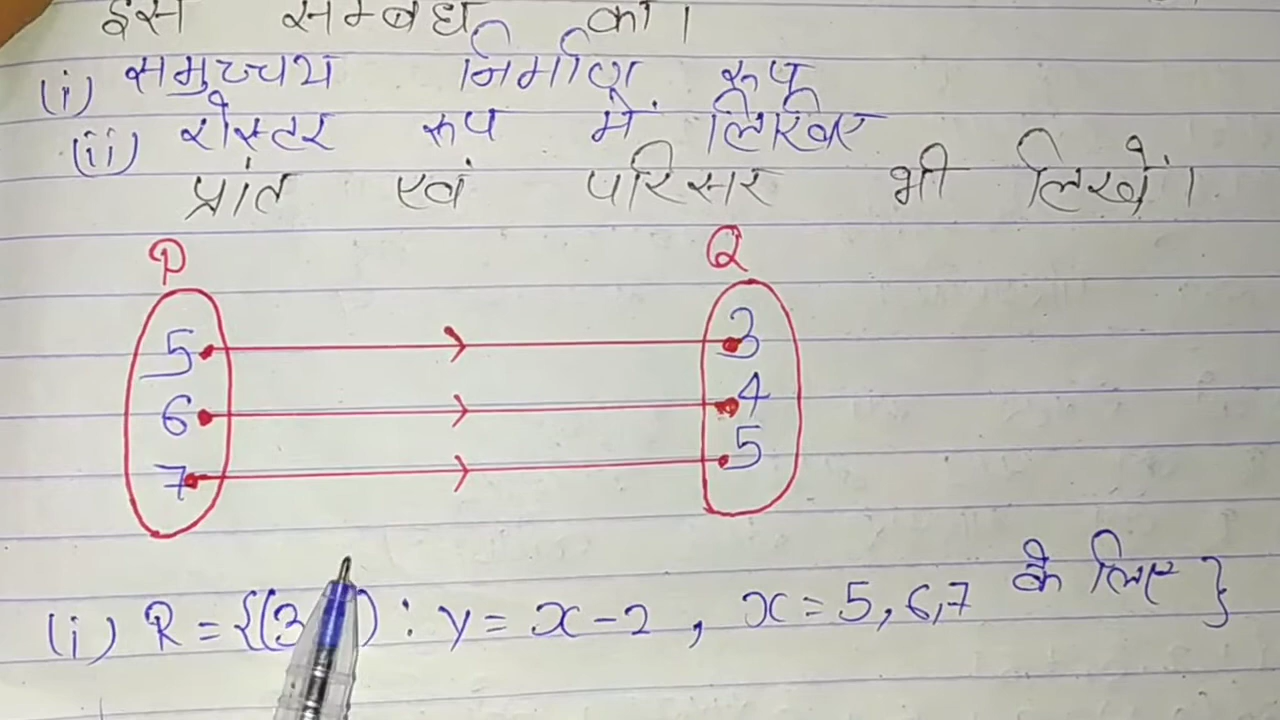 इस सम्बंध को।
(i) समुच्चय निर्माण रूप
(ii) रोस्टर रूप में लिखिए
प्रांत एवं परिसर भी लिखें।
P Q
5 3
6 4
7 5
(i) R = {( ) : y = x - 2 , x = 5, 6, 7 के लिए }